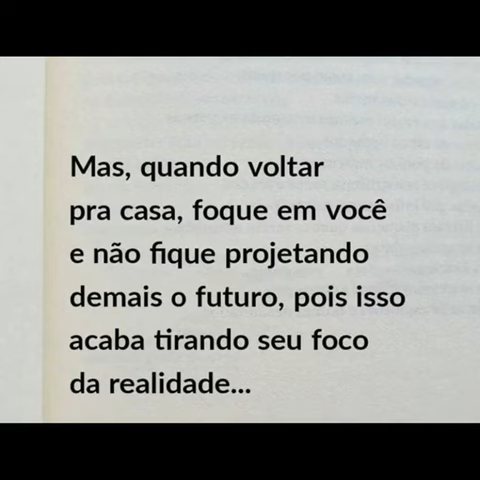 Mas, quando voltar
pra casa, foque em você
e não fique projetando
demais o futuro, pois isso
acaba tirando seu foco
da realidade...